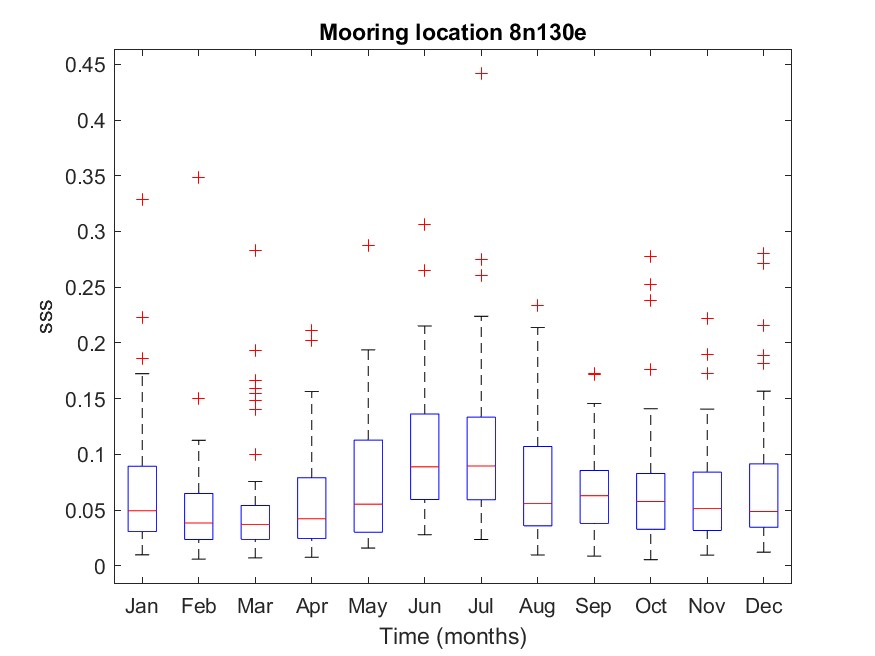 Mooring location 8n130e
0.45
0.4
0.35
0.3
0.25
0.2
0.15
0.1
0.05
0
sss
Jan Feb Mar Apr May Jun Jul Aug Sep Oct Nov Dec
Time (months)